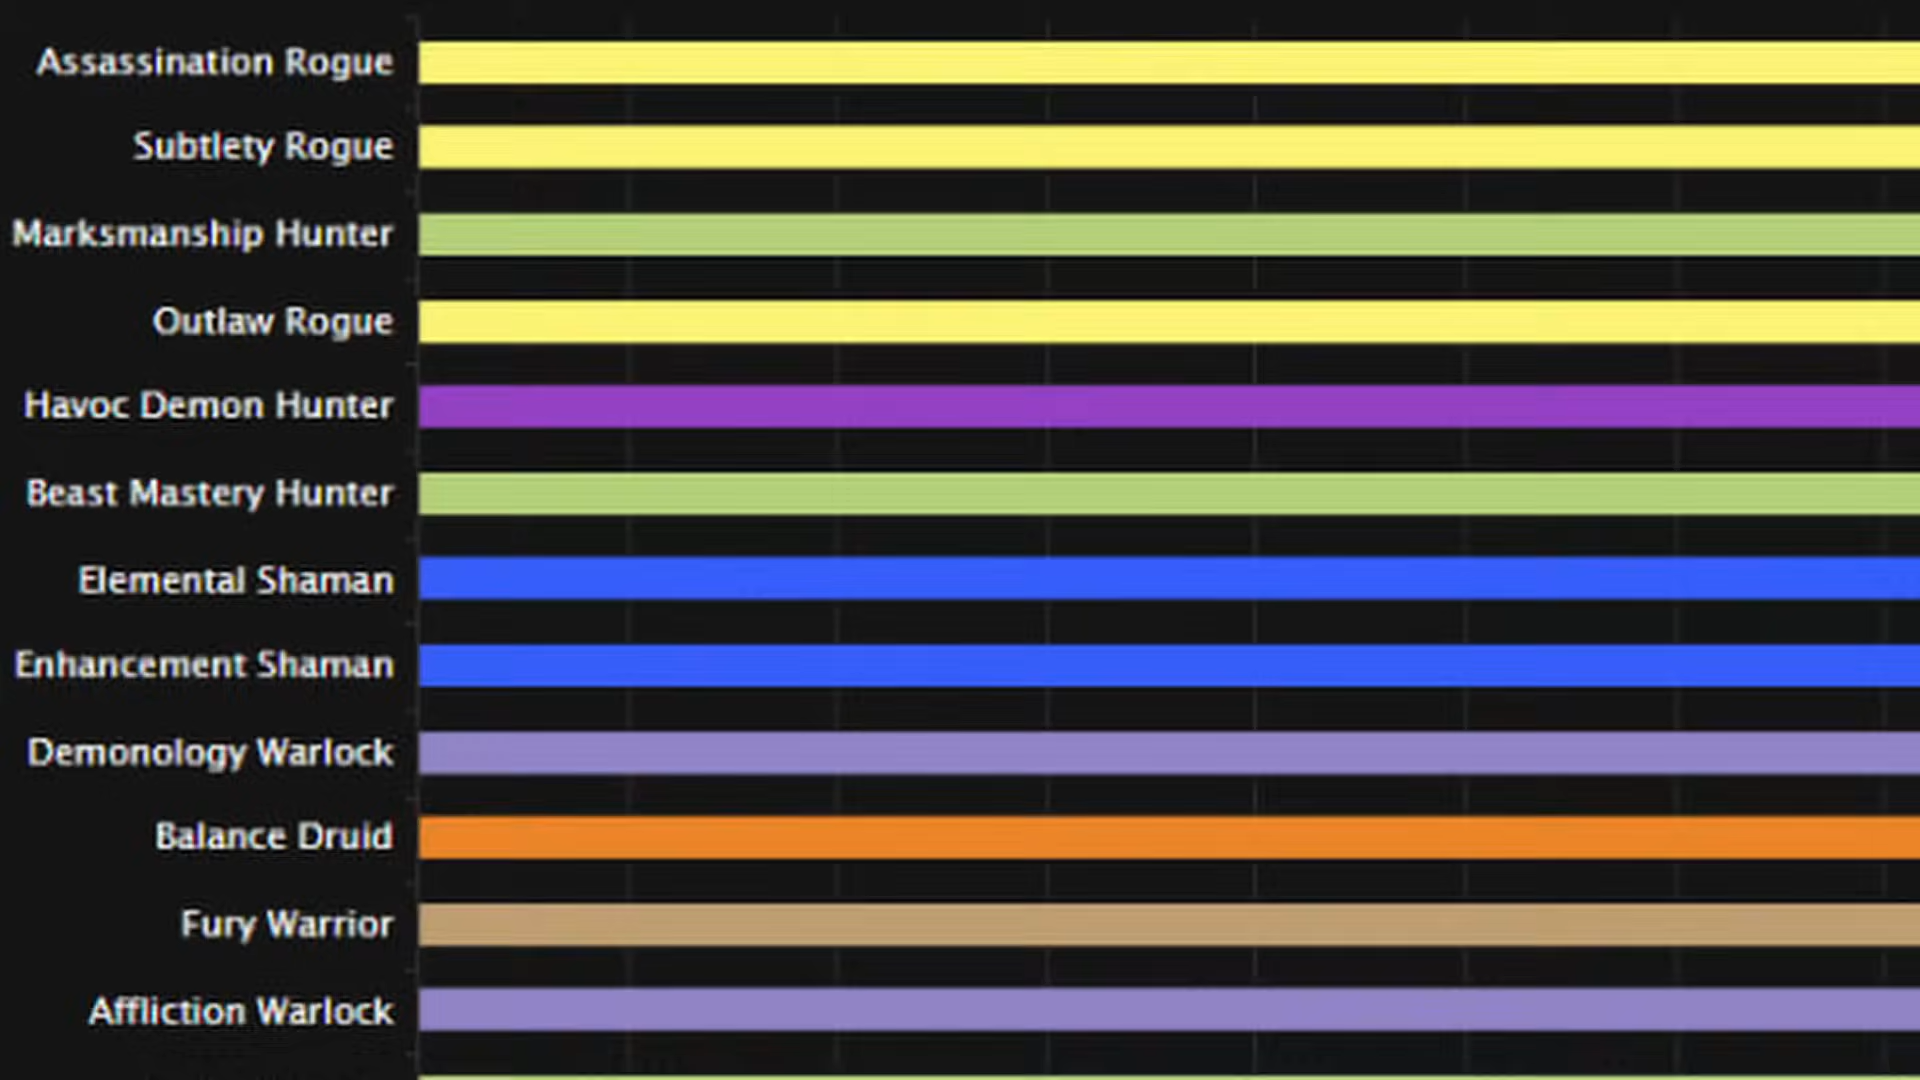 Assassination Rogue
Subtlety Rogue
Marksmanship Hunter
Outlaw Rogue
Havoc Demon Hunter
Beast Mastery Hunter
Elemental Shaman
Enhancement Shaman
Demonology Warlock
Balance Druid
Fury Warrior
Affliction Warlock